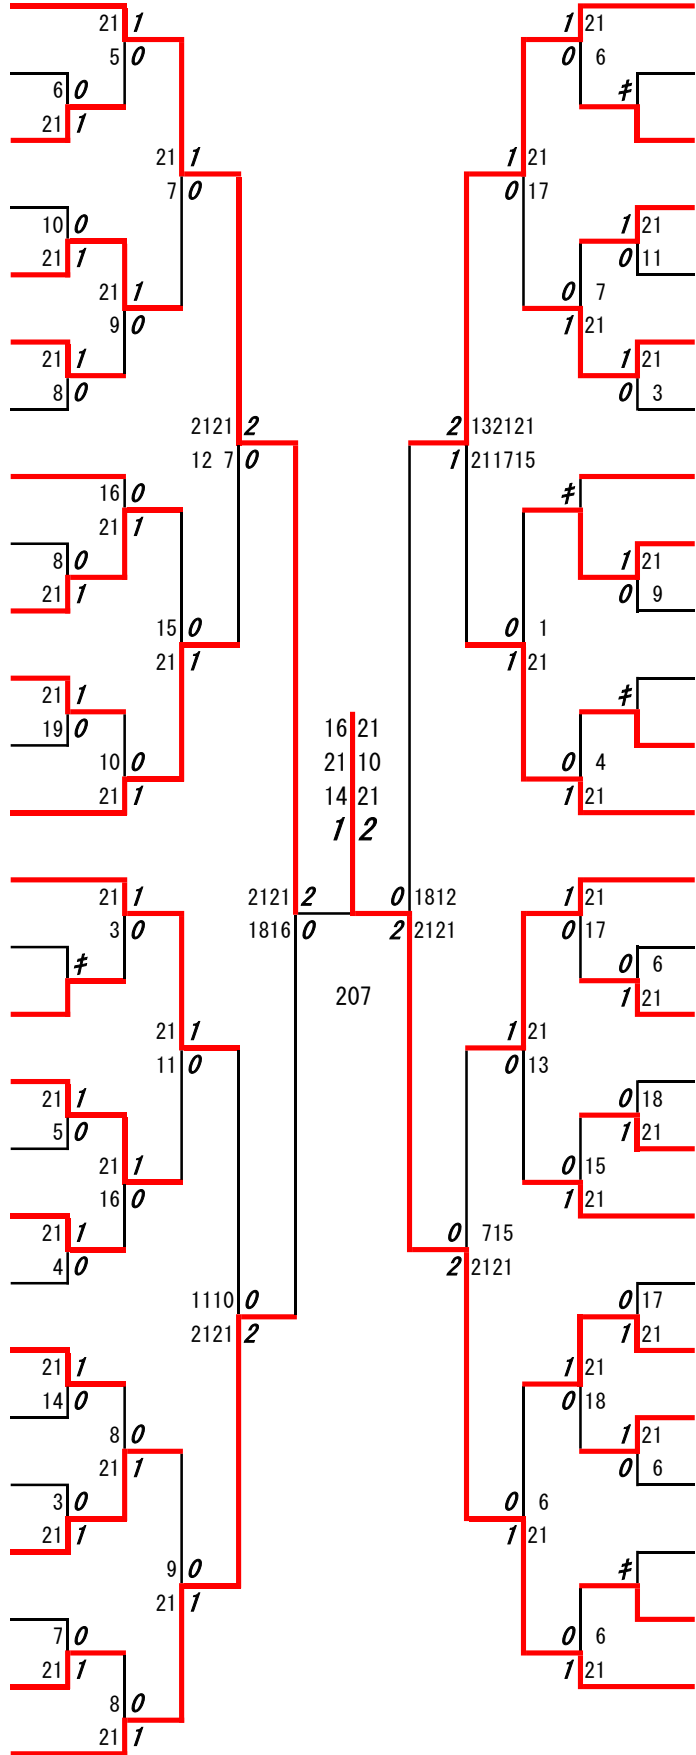 21 1 1 21
5 0 0 6
6 0 ≠
21 1
21 1 1 21
7 0 0 17
10 0 1 21
21 1 0 11
21 1 0 7
9 0 1 21
21 1 1 21
8 0 0 3
2121 2 2 132121
12 7 0 1 211715
16 0 ≠
21 1
8 0 1 21
21 1 0 9
15 0 0 1
21 1 1 21
21 1 ≠
19 0 16 21
10 0 21 10 0 4
21 1 14 21 1 21
1 2
21 1 2121 2 0 1812 1 21
3 0 1816 0 2 2121 0 17
≠ 0 6
207 1 21
21 1 1 21
11 0 0 13
21 1 0 18
5 0 1 21
21 1 0 15
16 0 1 21
21 1 0 715
4 0 2 2121
1110 0 0 17
2121 2 1 21
21 1 1 21
14 0 0 18
8 0 1 21
21 1 0 6
3 0 0 6
21 1 1 21
9 0 ≠
21 1
7 0 0 6
21 1 1 21
8 0
21 1